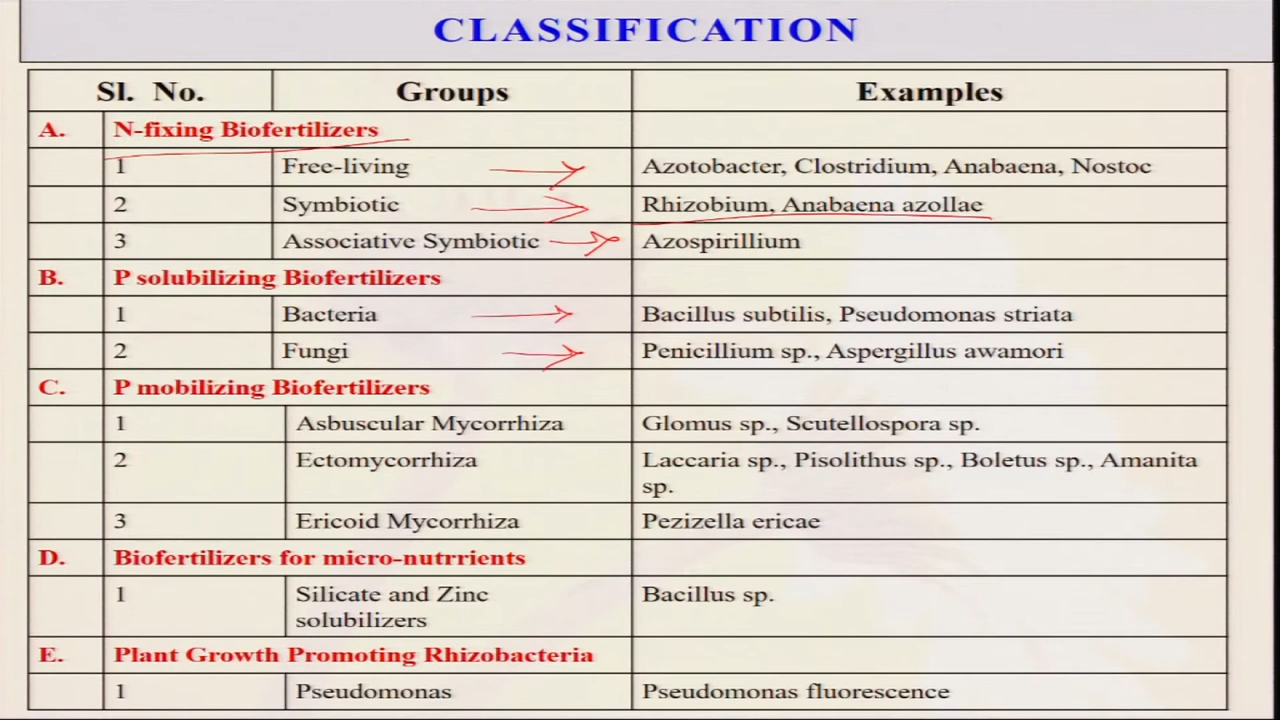 CLASSIFICATION
Sl. No. Groups Examples
A. N-fixing Biofertilizers
1 Free-living Azotobacter, Clostridium, Anabaena, Nostoc
2 Symbiotic Rhizobium, Anabaena azollae
3 Associative Symbiotic Azospirillium
B. P solubilizing Biofertilizers
1 Bacteria Bacillus subtilis, Pseudomonas striata
2 Fungi Penicillium sp., Aspergillus awamori
C. P mobilizing Biofertilizers
1 Asbuscular Mycorrhiza Glomus sp., Scutellospora sp.
2 Ectomycorrhiza Laccaria sp., Pisolithus sp., Boletus sp., Amanita
sp.
3 Ericoid Mycorrhiza Pezizella ericae
D. Biofertilizers for micro-nutrrients
1 Silicate and Zinc Bacillus sp.
solubilizers
E. Plant Growth Promoting Rhizobacteria
1 Pseudomonas Pseudomonas fluorescence